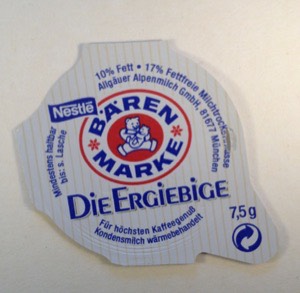 10% Fett • 17% Fettfreie Milchtrockenmasse
Allgäuer Alpenmilch GmbH, 81677 München
Nestlé
BÄREN
MARKE
Mindestens haltbar
bis: s. Lasche
DIE ERGIEBIGE
7,5 g
Für höchsten Kaffeegenuß
Kondensmilch wärmebehandelt